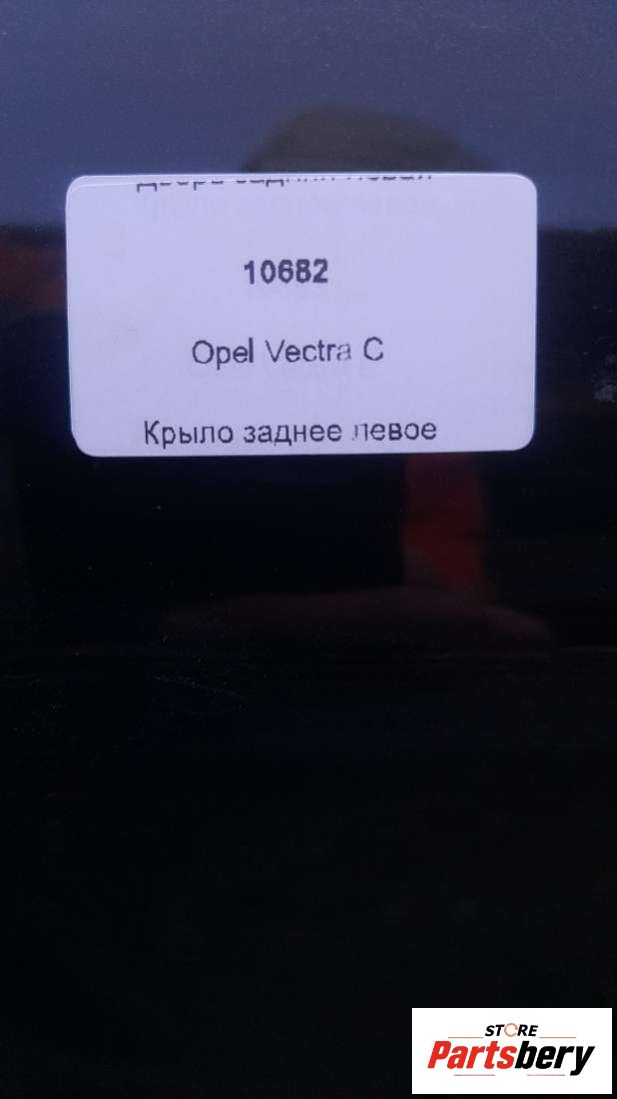 10682
Opel Vectra C
Крыло заднее левое
STORE
Partsbery